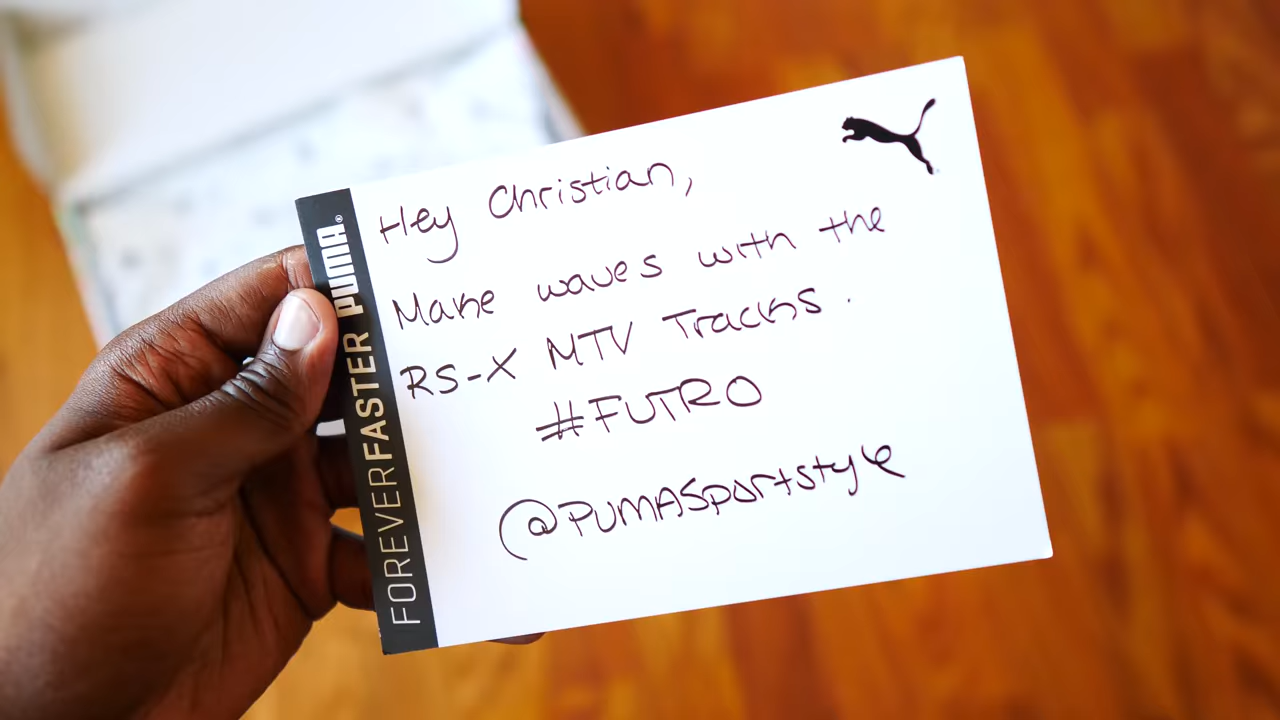 Hey Christian,
Make waves with the
RS-X MTV Tracks.
#FUTRO
@PUMASportstyle
FOREVERFASTER PUMA®